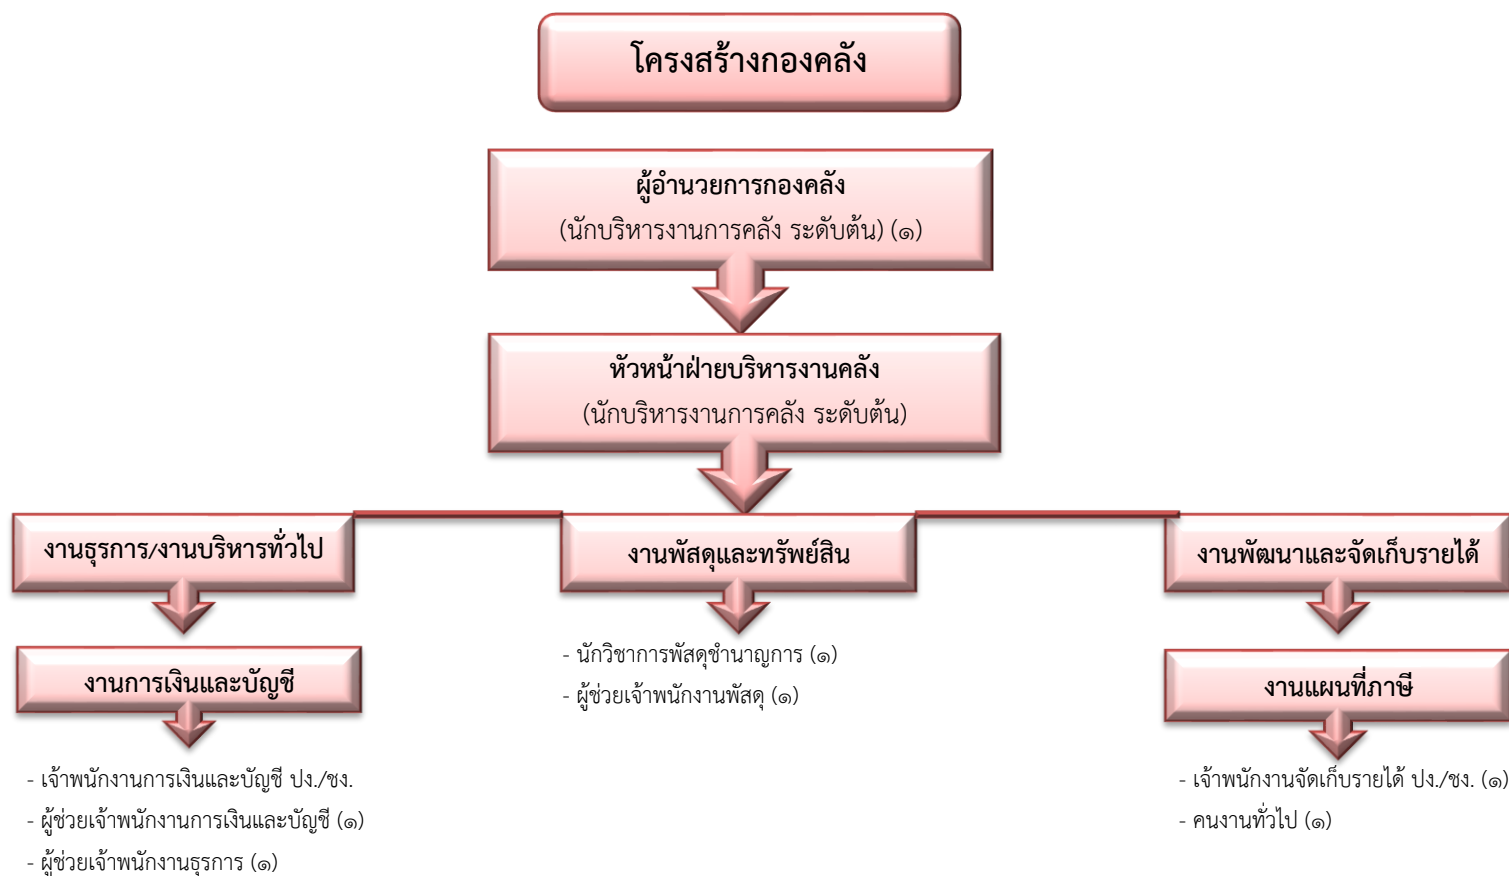 โครงสร้างกองคลัง
ผู้อำนวยการกองคลัง
(นักบริหารงานการคลัง ระดับต้น) (๑)
หัวหน้าฝ่ายบริหารงานคลัง
(นักบริหารงานการคลัง ระดับต้น)
งานธุรการ/งานบริหารทั่วไป
งานการเงินและบัญชี
- เจ้าพนักงานการเงินและบัญชี ปง./ชง.
- ผู้ช่วยเจ้าพนักงานการเงินและบัญชี (๑)
- ผู้ช่วยเจ้าพนักงานธุรการ (๑)
งานพัสดุและทรัพย์สิน
- นักวิชาการพัสดุชำนาญการ (๑)
- ผู้ช่วยเจ้าพนักงานพัสดุ (๑)
งานพัฒนาและจัดเก็บรายได้
งานแผนที่ภาษี
- เจ้าพนักงานจัดเก็บรายได้ ปง./ชง. (๑)
- คนงานทั่วไป (๑)